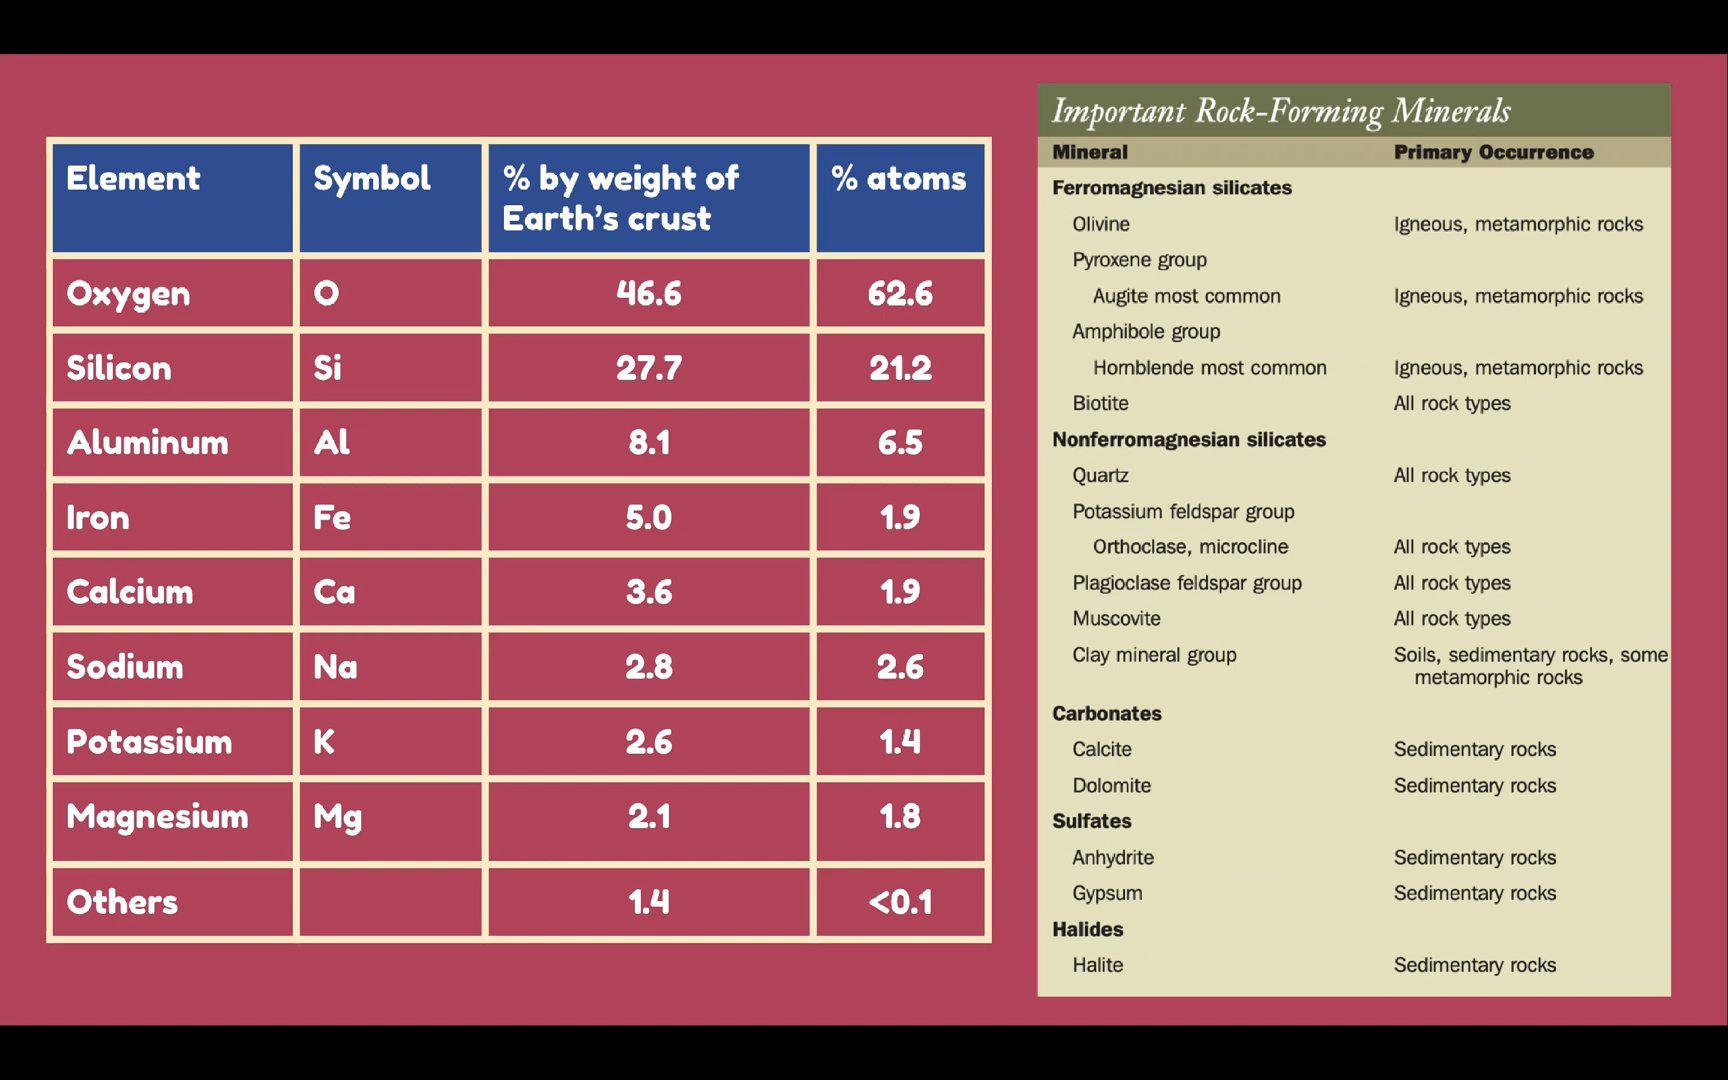 Element Symbol % by weight of Earth's crust % atoms
Oxygen O 46.6 62.6
Silicon Si 27.7 21.2
Aluminum Al 8.1 6.5
Iron Fe 5.0 1.9
Calcium Ca 3.6 1.9
Sodium Na 2.8 2.6
Potassium K 2.6 1.4
Magnesium Mg 2.1 1.8
Others 1.4 <0.1
Important Rock-Forming Minerals
Mineral Primary Occurrence
Ferromagnesian silicates
Olivine Igneous, metamorphic rocks
Pyroxene group
Augite most common Igneous, metamorphic rocks
Amphibole group
Hornblende most common Igneous, metamorphic rocks
Biotite All rock types
Nonferromagnesian silicates
Quartz All rock types
Potassium feldspar group
Orthoclase, microcline All rock types
Plagioclase feldspar group All rock types
Muscovite All rock types
Clay mineral group Soils, sedimentary rocks, some
metamorphic rocks
Carbonates
Calcite Sedimentary rocks
Dolomite Sedimentary rocks
Sulfates
Anhydrite Sedimentary rocks
Gypsum Sedimentary rocks
Halides
Halite Sedimentary rocks